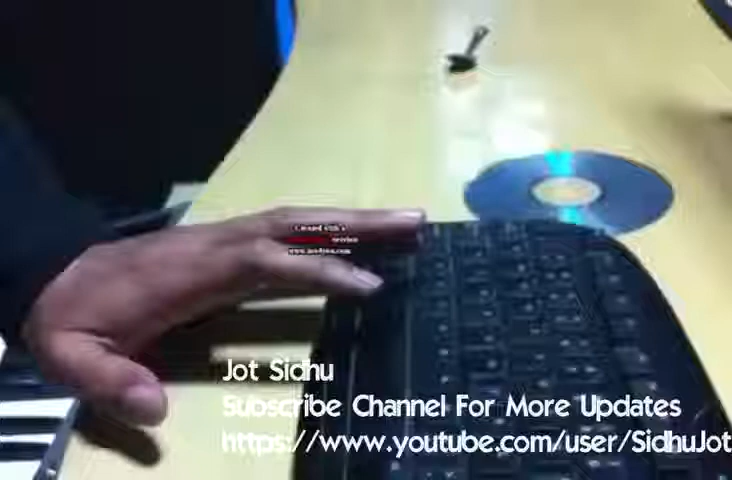 Jot Sidhu
Subscribe Channel For More Updates
https://www.youtube.com/user/SidhuJot